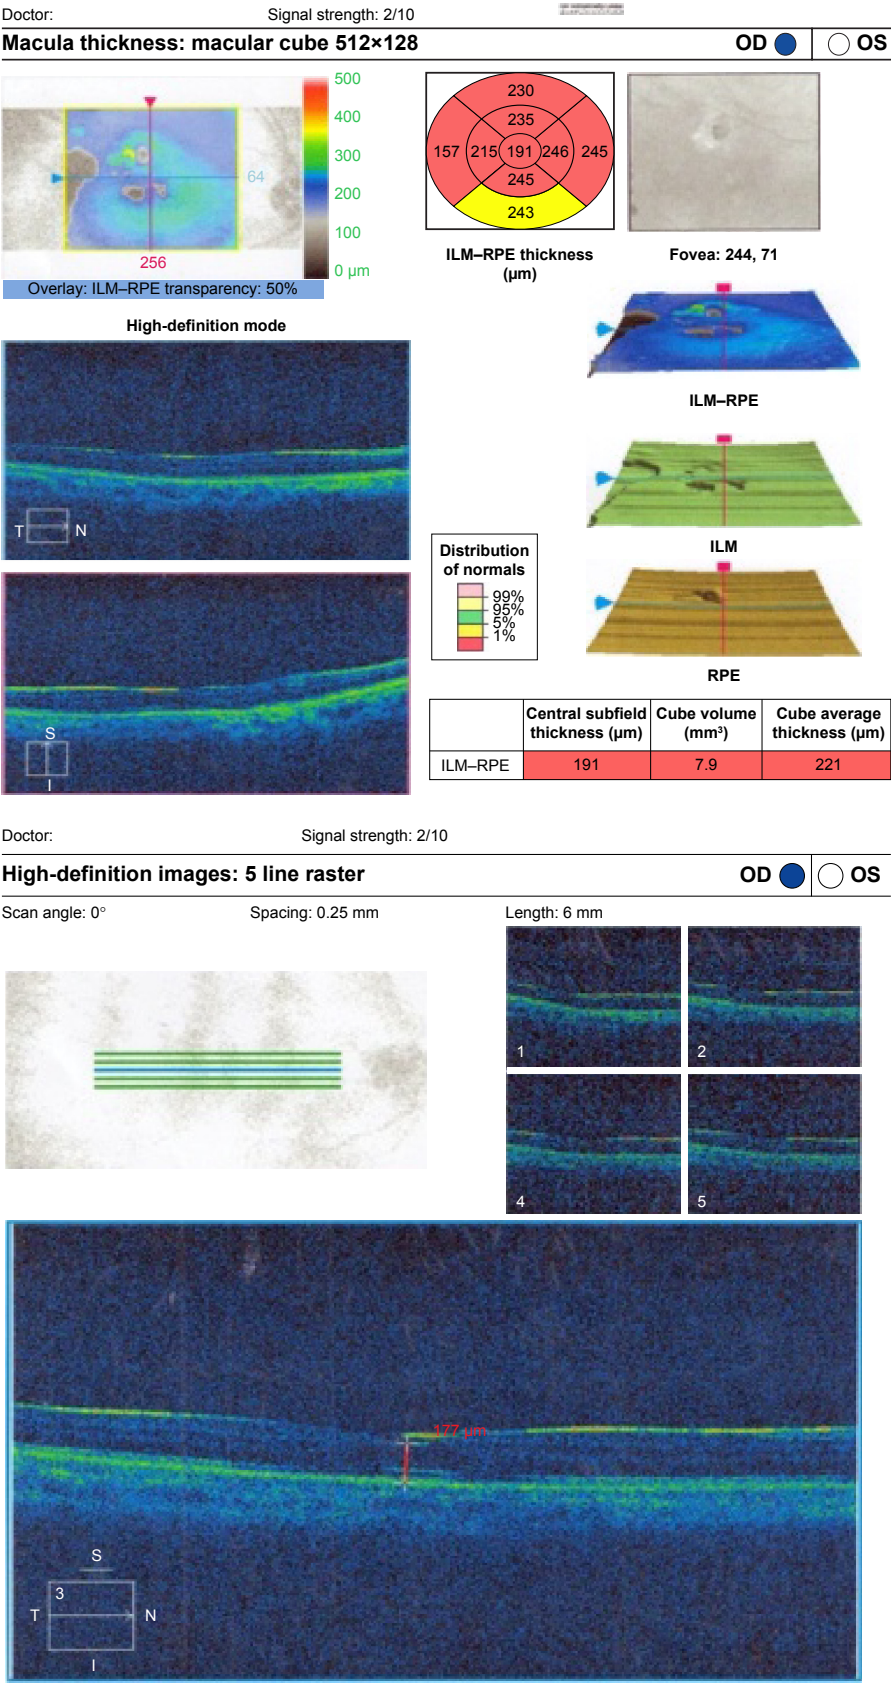 Doctor: Signal strength: 2/10
Macula thickness: macular cube 512×128 OD OS
500
400
300
200
100
0 µm
64
256
Overlay: ILM–RPE transparency: 50%
230
235
157 215 191 246 245
245
243
ILM–RPE thickness
(µm)
Fovea: 244, 71
High-definition mode
ILM–RPE
T N
ILM
Distribution
of normals
99%
95%
5%
1%
RPE
S
I
Central subfield
thickness (µm)
Cube volume
(mm³)
Cube average
thickness (µm)
ILM–RPE 191 7.9 221
Doctor: Signal strength: 2/10
High-definition images: 5 line raster OD OS
Scan angle: 0° Spacing: 0.25 mm Length: 6 mm
1 2
4 5
177 µm
S
3
T N
I